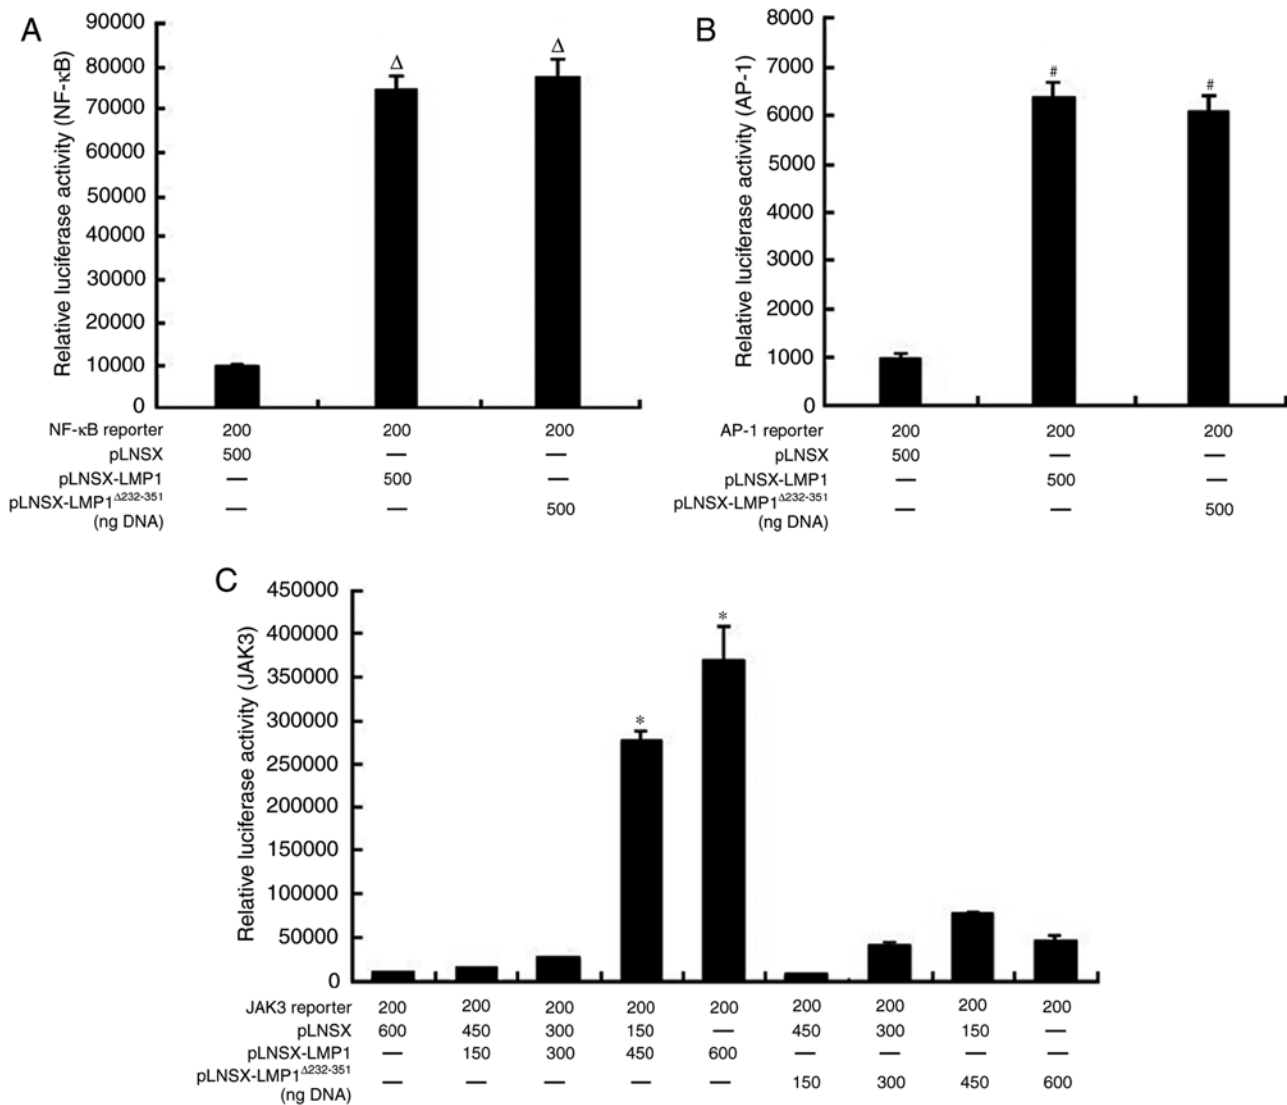 A
Relative luciferase activity (NF-κB)
90000
80000
70000
60000
50000
40000
30000
20000
10000
0
Δ
Δ
NF-κB reporter 200 200 200
pLNSX 500 — —
pLNSX-LMP1 — 500 —
pLNSX-LMP1Δ232-351 — — 500
(ng DNA)
B
Relative luciferase activity (AP-1)
8000
7000
6000
5000
4000
3000
2000
1000
0
#
#
AP-1 reporter 200 200 200
pLNSX 500 — —
pLNSX-LMP1 — 500 —
pLNSX-LMP1Δ232-351 — — 500
(ng DNA)
C
Relative luciferase activity (JAK3)
450000
400000
350000
300000
250000
200000
150000
100000
50000
0
*
*
JAK3 reporter 200 200 200 200 200 200 200 200 200
pLNSX 600 450 300 150 — 450 300 150 —
pLNSX-LMP1 — 150 300 450 600 — — — —
pLNSX-LMP1Δ232-351 — — — — — 150 300 450 600
(ng DNA)